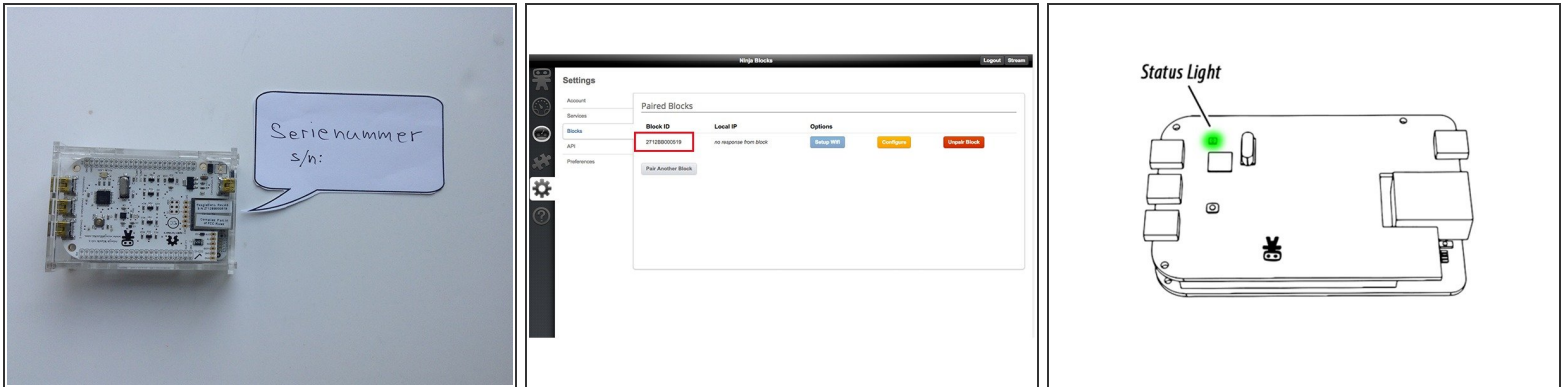 Serienummer
s/n:
Ninja Blocks
Logout
Stream
Settings
Account
Services
Blocks
API
Preferences
Paired Blocks
Block ID
Local IP
Options
2712BB000519
no response from block
Setup Wifi
Configure
Unpair Block
Pair Another Block
Status Light